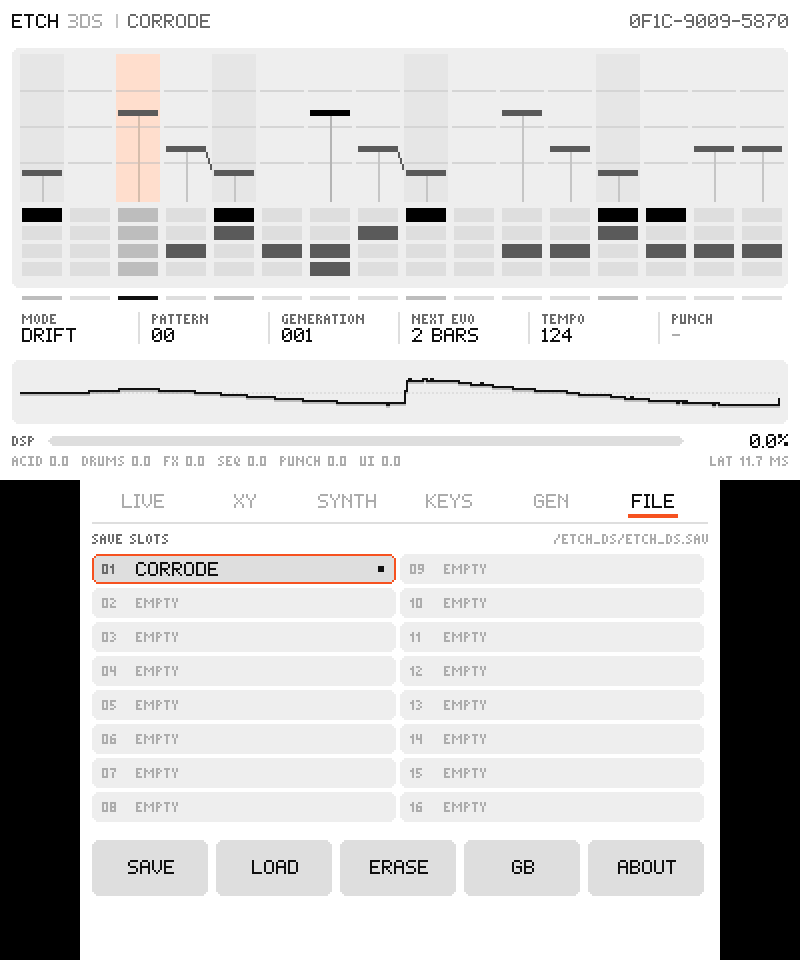 ETCH 3DS | CORRODE 0F1C-9009-5870
MODE PATTERN GENERATION NEXT EVO TEMPO PUNCH
DRIFT 00 001 2 BARS 124 -
DSP 0.0%
ACID 0.0 DRUMS 0.0 FX 0.0 SEQ 0.0 PUNCH 0.0 UI 0.0 LAT 11.7 MS
LIVE XY SYNTH KEYS GEN FILE
SAVE SLOTS /ETCH_DS/ETCH_DS.SAV
01 CORRODE 09 EMPTY
02 EMPTY 10 EMPTY
03 EMPTY 11 EMPTY
04 EMPTY 12 EMPTY
05 EMPTY 13 EMPTY
06 EMPTY 14 EMPTY
07 EMPTY 15 EMPTY
08 EMPTY 16 EMPTY
SAVE LOAD ERASE GB ABOUT